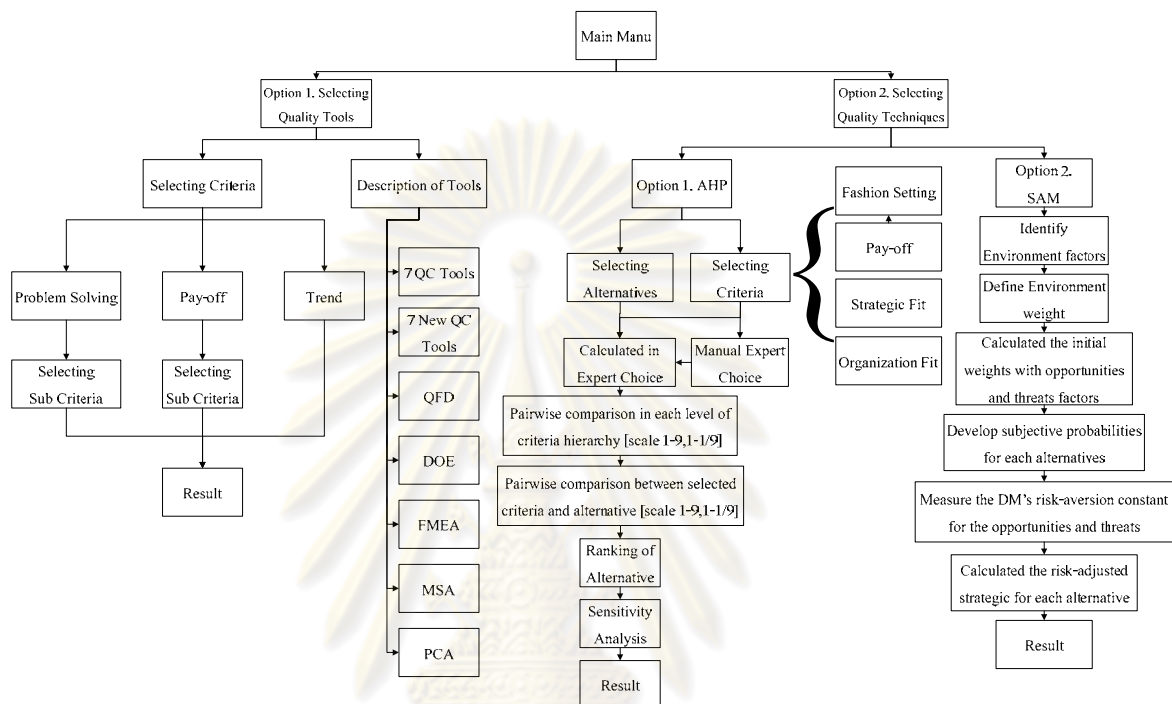 Main Manu
Option 1. Selecting
Quality Tools
Option 2. Selecting
Quality Techniques
Selecting Criteria
Description of Tools
Problem Solving
Pay-off
Trend
Selecting
Sub Criteria
Selecting
Sub Criteria
Result
7 QC Tools
7 New QC
Tools
QFD
DOE
FMEA
MSA
PCA
Option 1. AHP
Selecting
Alternatives
Selecting
Criteria
Fashion Setting
Pay-off
Strategic Fit
Organization Fit
Calculated in
Expert Choice
Manual Expert
Choice
Pairwise comparison in each level of
criteria hierarchy [scale 1-9,1-1/9]
Pairwise comparison between selected
criteria and alternative [scale 1-9,1-1/9]
Ranking of
Alternative
Sensitivity
Analysis
Result
Option 2.
SAM
Identify
Environment factors
Define Environment
weight
Calculated the initial
weights with opportunities
and threats factors
Develop subjective probabilities
for each alternatives
Measure the DM's risk-aversion constant
for the opportunities and threats
Calculated the risk-adjusted
strategic for each alternative
Result